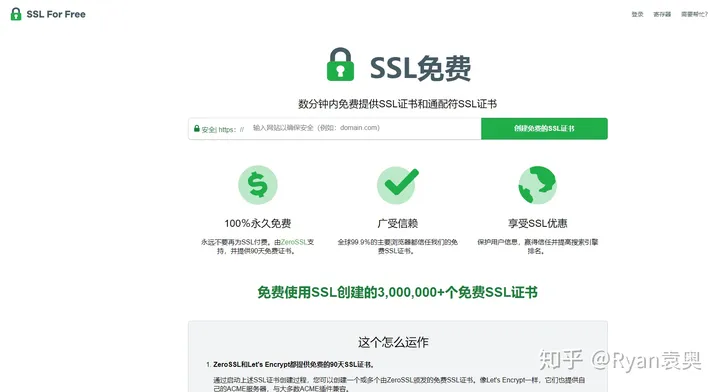 SSL For Free
登录 寄存器 需要帮忙?
SSL免费
数分钟内免费提供SSL证书和通配符SSL证书
安全| https: // 输入网站以确保安全（例如：domain.com） 创建免费的SSL证书
100%永久免费 广受信赖 享受SSL优惠
永远不要再为SSL付费。由ZeroSSL支 全球99.9%的主要浏览器都信任我们的免 保护用户信息，赢得信任并提高搜索引擎
持，并提供90天免费证书。 费SSL证书。 排名。
免费使用SSL创建的3,000,000+个免费SSL证书
这个怎么运作
1. ZeroSSL和Let's Encrypt都提供免费的90天SSL证书。
通过启动上述SSL证书创建过程，您可以创建一个或多个由ZeroSSL颁发的免费SSL证书。像Let's Encrypt一样，它们也提供自
己的ACME服务器，与大多数ACME插件兼容。
知乎 @Ryan袁奥